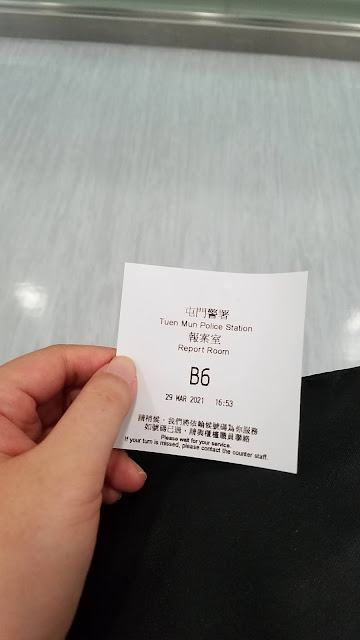 屯門警署
Tuen Mun Police Station
報案室
Report Room
B6
29 MAR 2021 16:53
請稍候，我們將依輪候號碼為你服務
如號碼已過，請與櫃檯職員聯絡
Please wait for your service.
If your turn is missed, please contact the counter staff.